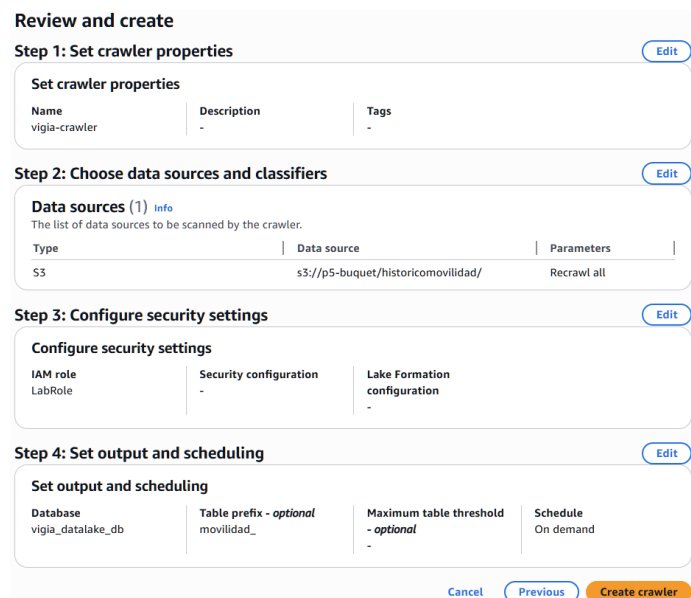 Review and create
Step 1: Set crawler properties
Edit
Set crawler properties
Name
Description
Tags
vigia-crawler
-
-
Step 2: Choose data sources and classifiers
Edit
Data sources (1) Info
The list of data sources to be scanned by the crawler.
Type
Data source
Parameters
S3
s3://p5-buquet/historicomovilidad/
Recrawl all
Step 3: Configure security settings
Edit
Configure security settings
IAM role
LabRole
Security configuration
-
Lake Formation
configuration
-
Step 4: Set output and scheduling
Edit
Set output and scheduling
Database
vigia_datalake_db
Table prefix - optional
movilidad_
Maximum table threshold
- optional
-
Schedule
On demand
Cancel
Previous
Create crawler